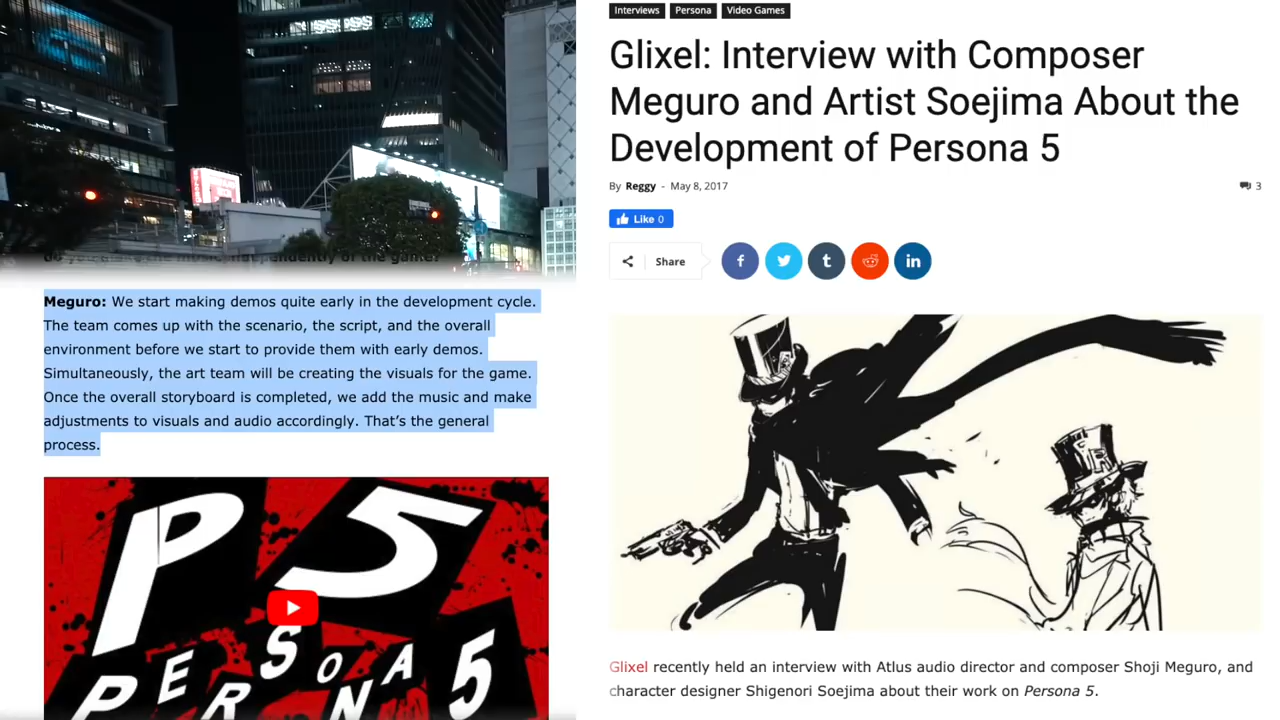 Meguro: We start making demos quite early in the development cycle.
The team comes up with the scenario, the script, and the overall
environment before we start to provide them with early demos.
Simultaneously, the art team will be creating the visuals for the game.
Once the overall storyboard is completed, we add the music and make
adjustments to visuals and audio accordingly. That’s the general
process.
P5
PERSONA5
Interviews
Persona
Video Games
Glixel: Interview with Composer
Meguro and Artist Soejima About the
Development of Persona 5
By Reggy - May 8, 2017
3
Like 0
Share
Glixel recently held an interview with Atlus audio director and composer Shoji Meguro, and
character designer Shigenori Soejima about their work on Persona 5.